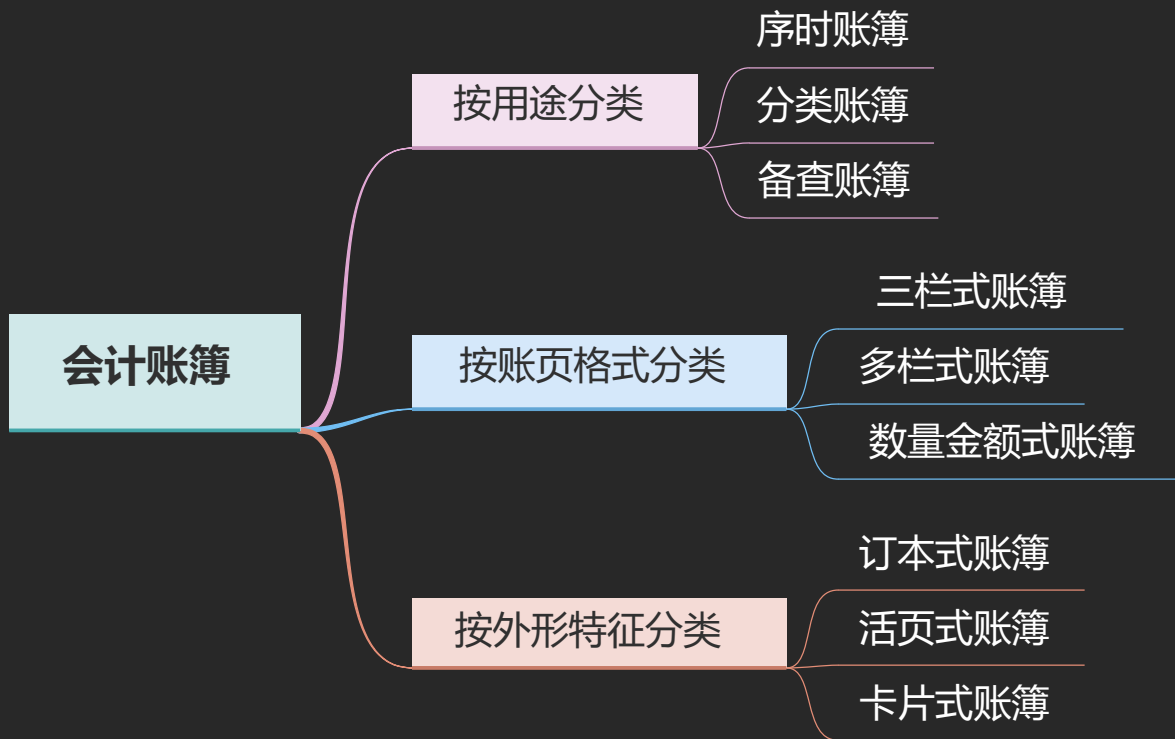 会计账簿
按用途分类
序时账簿
分类账簿
备查账簿
按账页格式分类
三栏式账簿
多栏式账簿
数量金额式账簿
按外形特征分类
订本式账簿
活页式账簿
卡片式账簿